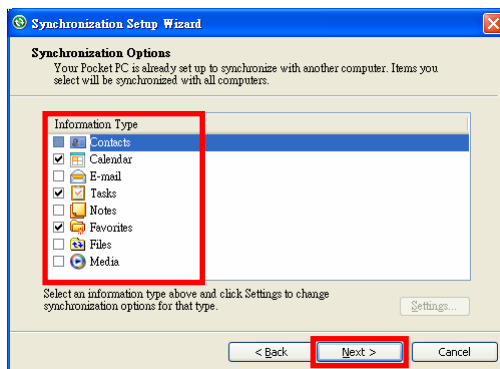 Synchronization Setup Wizard
Synchronization Options
Your Pocket PC is already set up to synchronize with another computer. Items you
select will be synchronized with all computers.
Information Type
Contacts
Calendar
E-mail
Tasks
Notes
Favorites
Files
Media
Select an information type above and click Settings to change
synchronization options for that type.
Settings...
< Back
Next >
Cancel